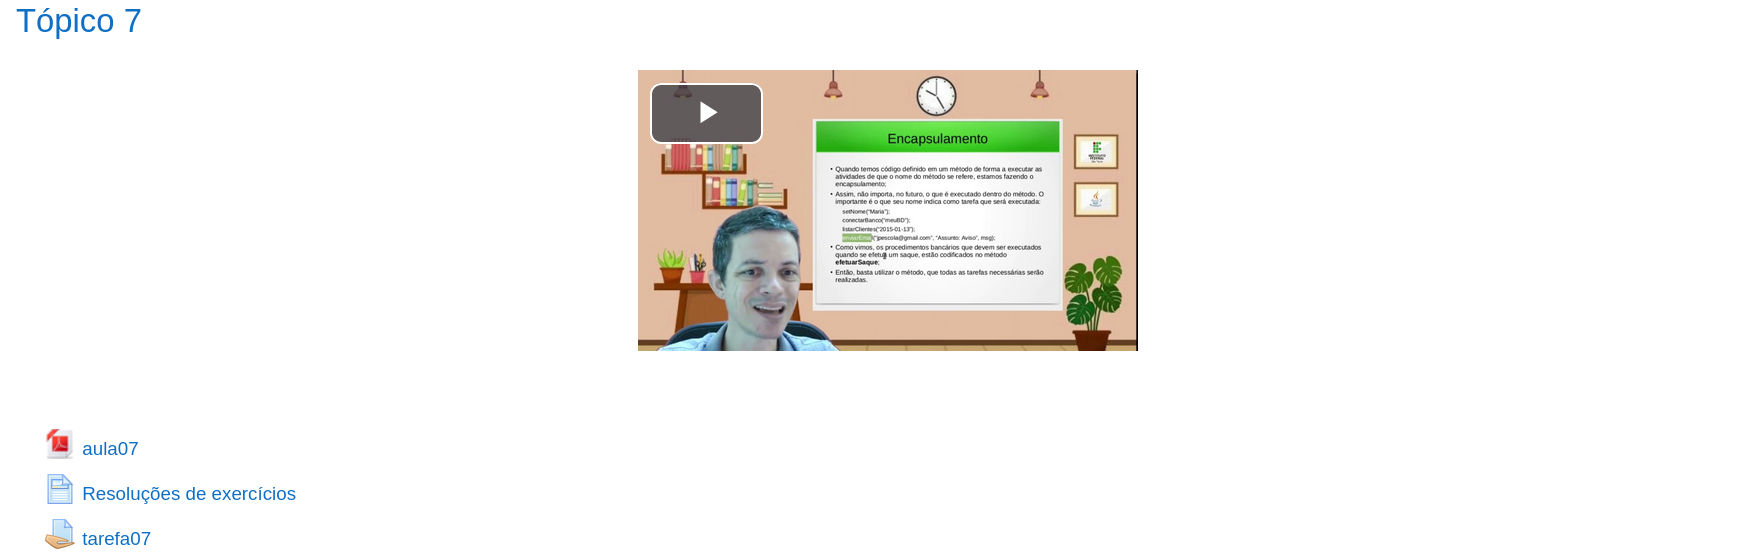 Tópico 7
Encapsulamento
INSTITUTO
FEDERAL
• Quando temos código definido em um método de forma a executar as
atividades de que o nome do método se refere, estamos fazendo o
encapsulamento;
• Assim, não importa, no futuro, o que é executado dentro do método. O
importante é o que seu nome indica como tarefa que será executada:
setNome("Maria");
conectarBanco("meuBD");
listarClientes("2015-01-13");
enviarEmail("jpescola@gmail.com", "Assunto: Aviso", msg);
• Como vimos, os procedimentos bancários que devem ser executados
quando se efetua um saque, estão codificados no método
efetuarSaque;
• Então, basta utilizar o método, que todas as tarefas necessárias serão
realizadas.
aula07
Resoluções de exercícios
tarefa07